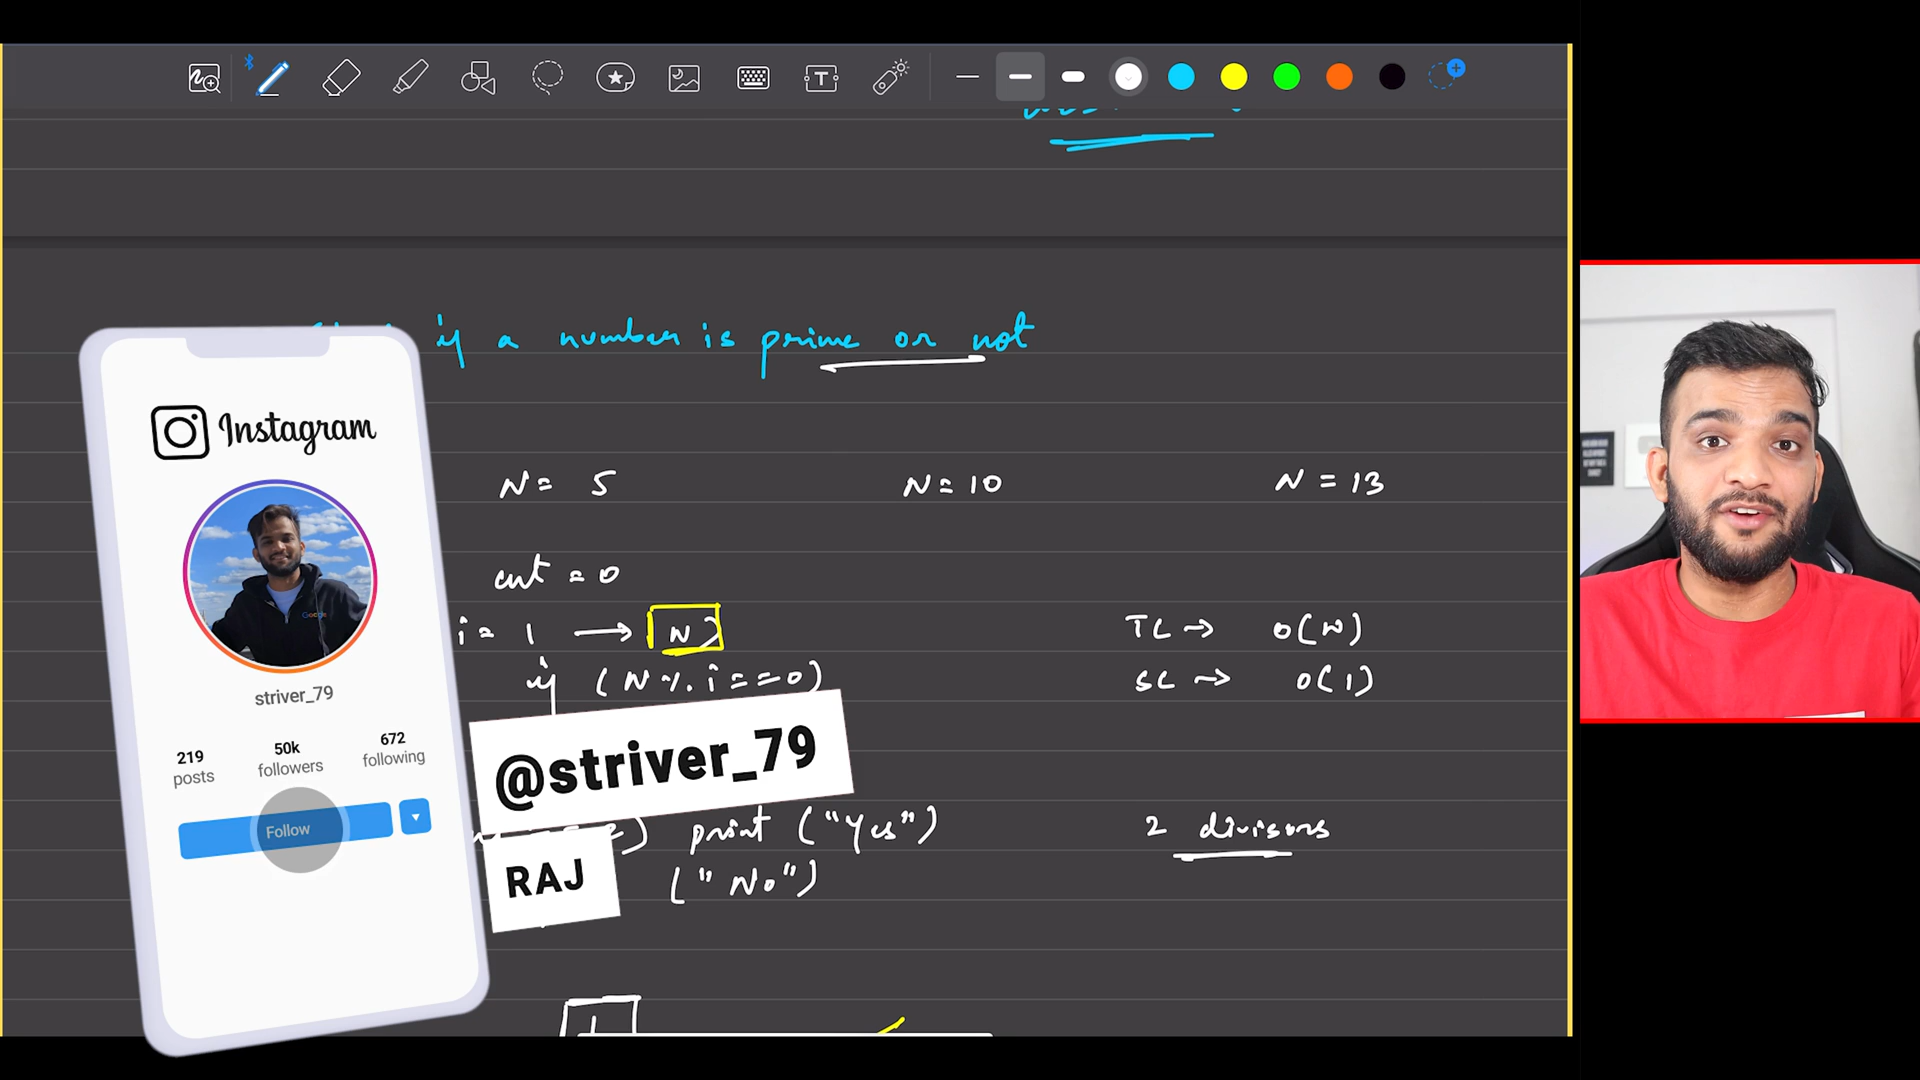 if a number is prime or not
Instagram
N = 5
N = 10
N = 13
cnt = 0
i = 1 → N)
if (N % i == 0)
TC → O(N)
SC → O(1)
striver_79
219 posts
50k followers
672 following
Follow
@striver_79
RAJ
) print ("Yes")
("No")
2 divisors
Google